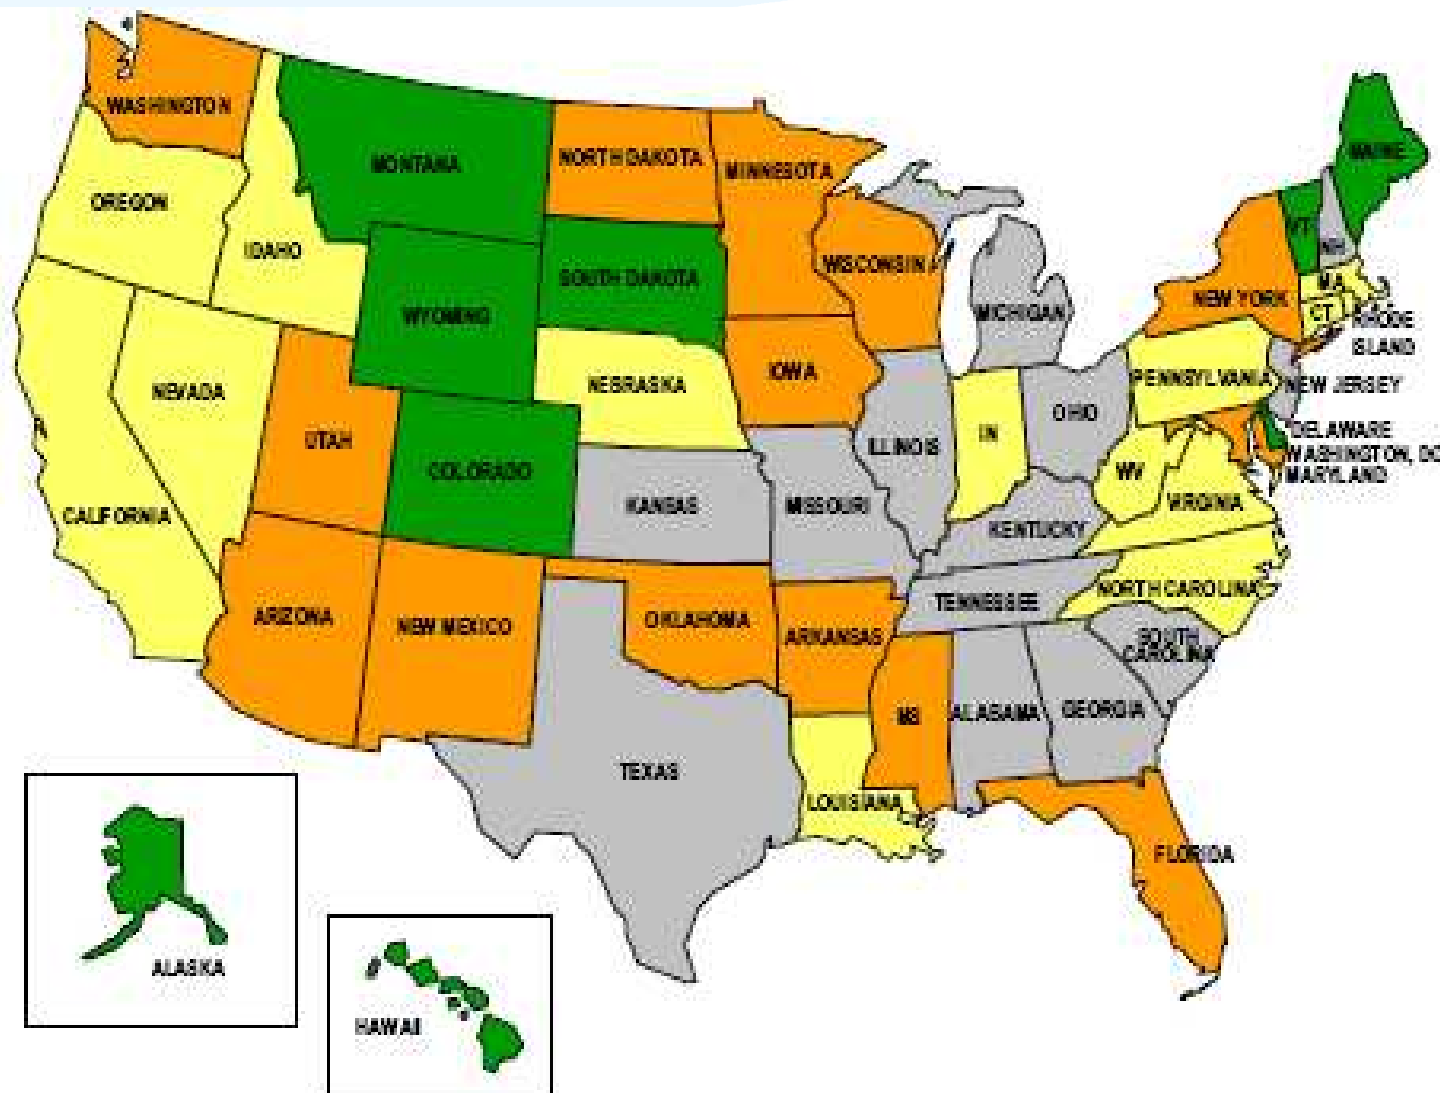 WASHINGTON
MONTANA
NORTH DAKOTA
MINNESOTA
MAINE
OREGON
IDAHO
VT
NH
WISCONSIN
SOUTH DAKOTA
WYOMING
MICHIGAN
NEW YORK
MA
CT
RHODE
ISLAND
NEVADA
NESRASKA
IOWA
PENNSYLVANIA
NEW JERSEY
UTAH
COLORADO
ILLINOIS
IN
OHIO
DELAWARE
WASHINGTON, DC
MARYLAND
CALIFORNIA
KANSAS
MISSOURI
WV
VIRGINIA
KENTUCKY
ARIZONA
NEW MEXICO
OKLAHOMA
ARKANSAS
TENNESSEE
NORTH CAROLINA
SOUTH
CAROLINA
TEXAS
MS
ALASAMA
GEORGIA
LOUISIANA
FLORIDA
ALASKA
HAWAII